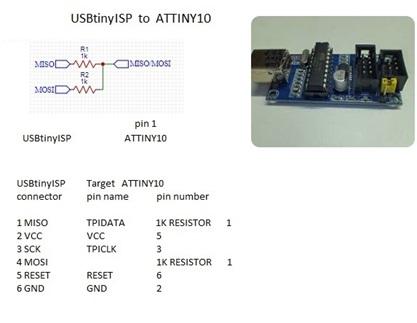 USBtinyISP to ATTINY10
R1
1k
MISO
MISO/MOSI
R2
1k
MOSI
pin 1
USBtinyISP ATTINY10
USBtinyISP Target ATTINY10
connector pin name pin number
1 MISO TPIDATA 1K RESISTOR 1
2 VCC VCC 5
3 SCK TPICLK 3
4 MOSI 1K RESISTOR 1
5 RESET RESET 6
6 GND GND 2